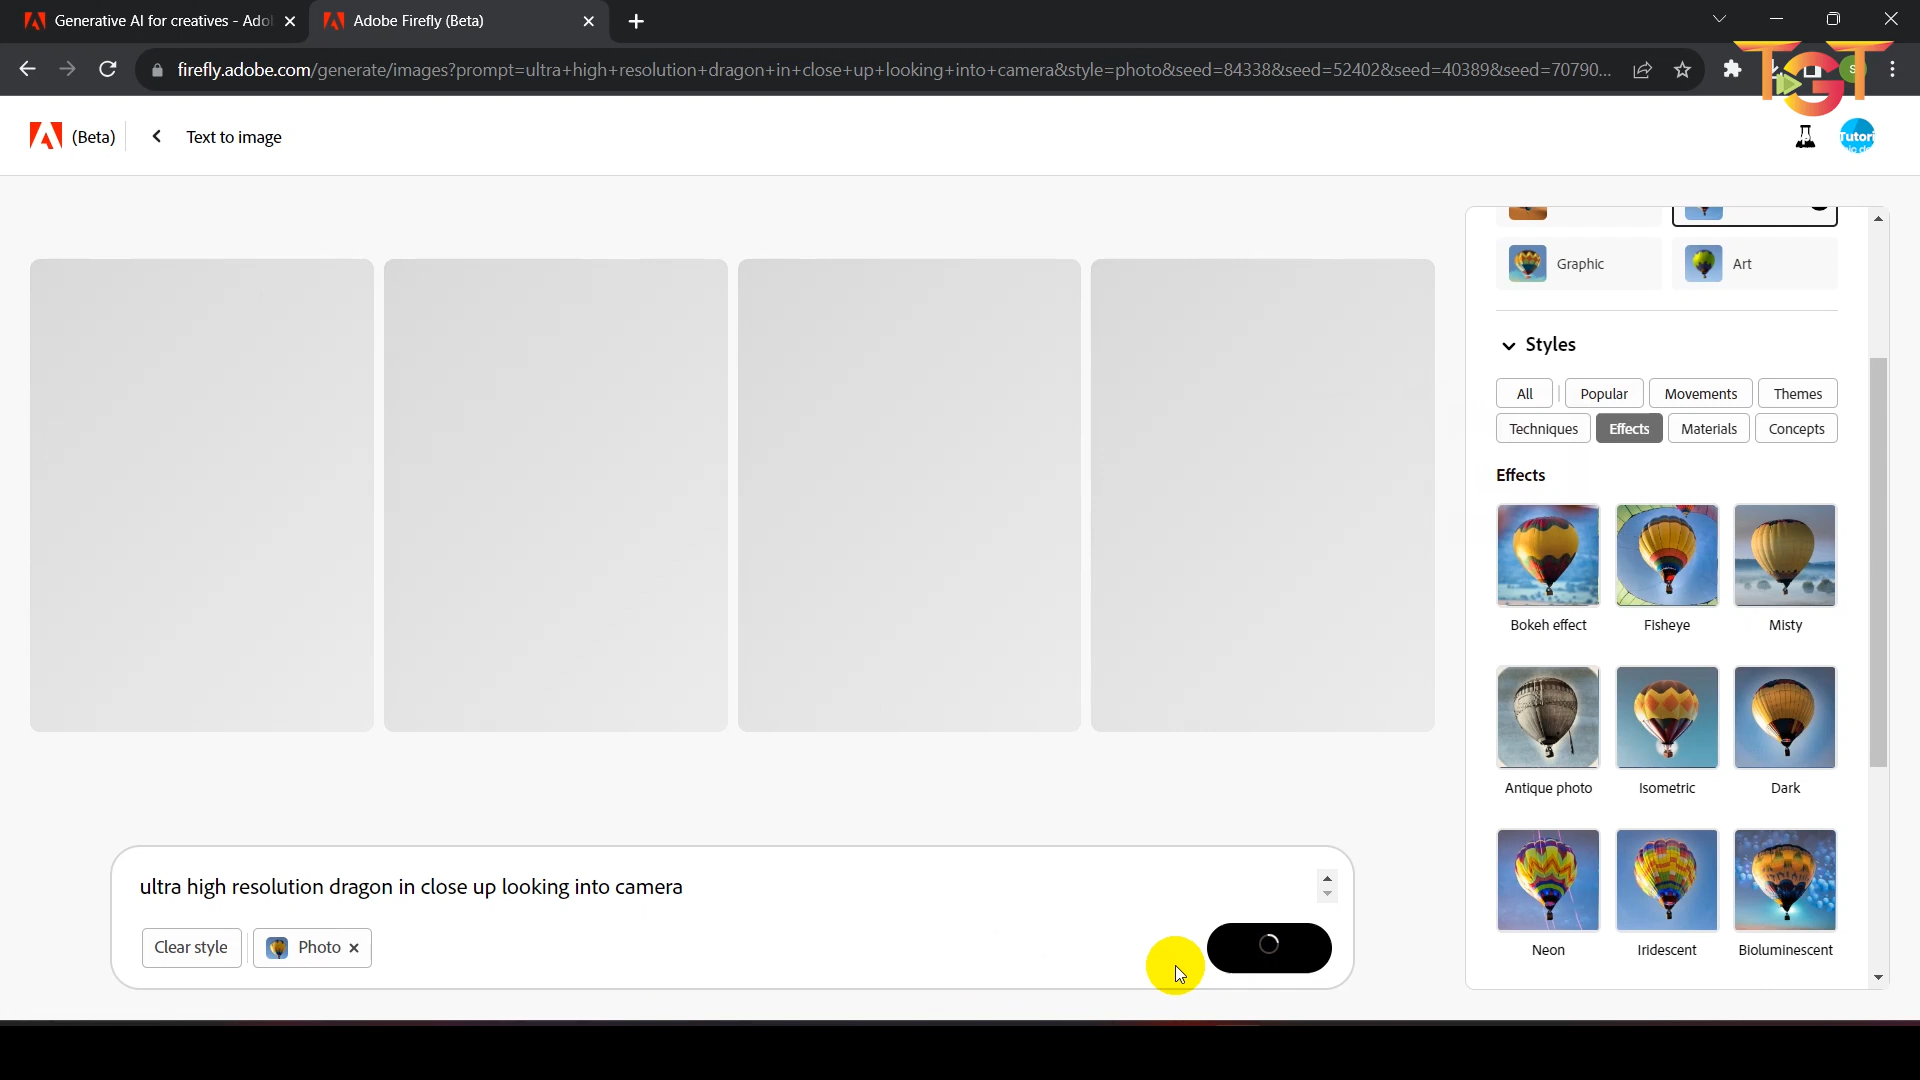 Generative AI for creatives - Ado
Adobe Firefly (Beta)
firefly.adobe.com/generate/images?prompt=ultra+high+resolution+dragon+in+close+up+looking+into+camera&style=photo&seed=84338&seed=52402&seed=40389&seed=70790...
S
TGT
(Beta)
Text to image
Tutori
Graphic
Art
Styles
All
Popular
Movements
Themes
Techniques
Effects
Materials
Concepts
Effects
Bokeh effect
Fisheye
Misty
Antique photo
Isometric
Dark
Neon
Iridescent
Bioluminescent
ultra high resolution dragon in close up looking into camera
Clear style
Photo